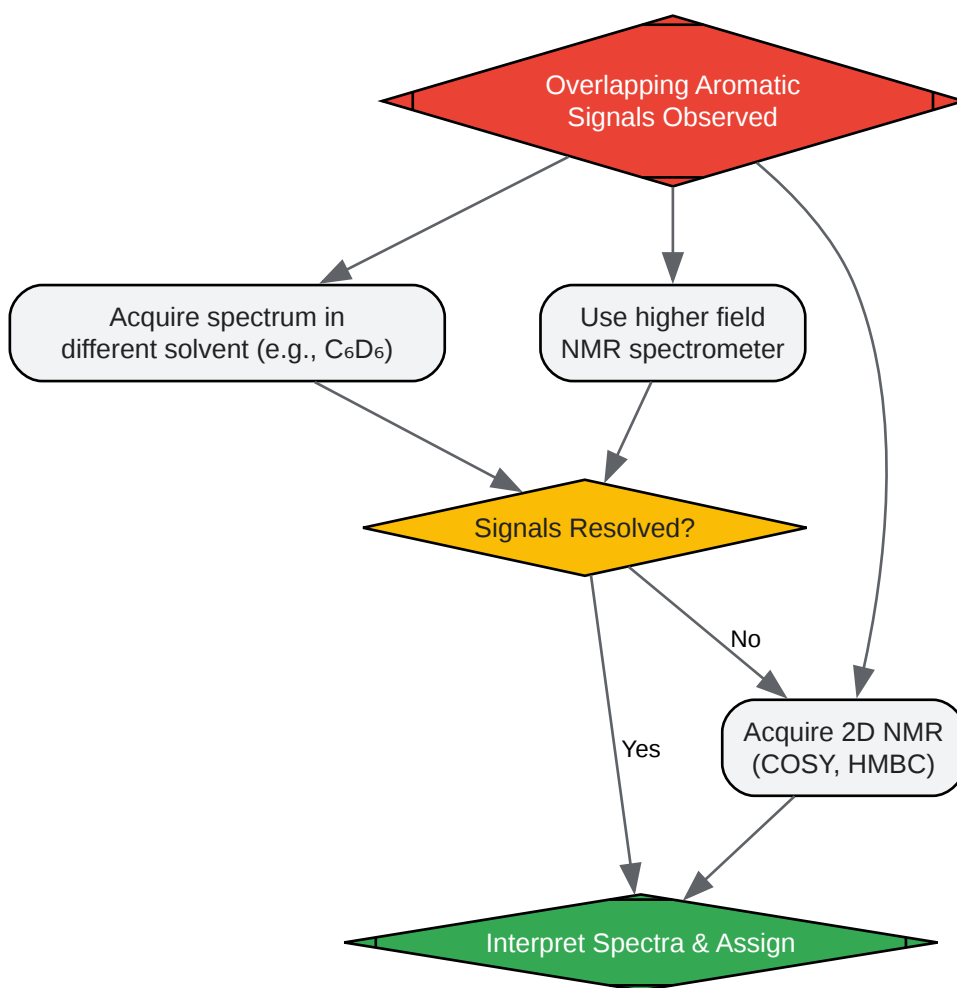 Overlapping Aromatic
Signals Observed
Acquire spectrum in
different solvent (e.g., C₆D₆)
Use higher field
NMR spectrometer
Signals Resolved?
No
Yes
Acquire 2D NMR
(COSY, HMBC)
Interpret Spectra & Assign